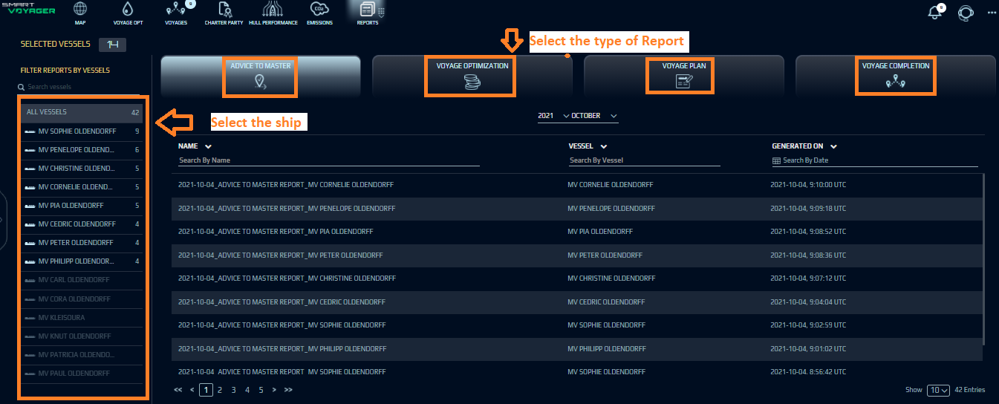 SMART
VOYAGER
MAP
VOYAGE OPT
9
VOYAGES
CHARTER PARTY
HULL PERFORMANCE
CO₂
EMISSIONS
REPORTS
9
SELECTED VESSELS 14
Select the type of Report
FILTER REPORTS BY VESSELS
Search vessels
ADVICE TO MASTER
VOYAGE OPTIMIZATION
VOYAGE PLAN
VOYAGE COMPLETION
ALL VESSELS 42
MV SOPHIE OLDENDORFF 9
MV PENELOPE OLDEND... 6
MV CHRISTINE OLDEND... 5
MV CORNELIE OLDEND... 5
MV PIA OLDENDORFF 5
MV CEDRIC OLDENDORFF 4
MV PETER OLDENDORFF 4
MV PHILIPP OLDENDOR... 4
MV CARL OLDENDORFF
MV CORA OLDENDORFF
MV KLEISOURA
MV KNUT OLDENDORFF
MV PATRICIA OLDENDO...
MV PAUL OLDENDORFF
Select the ship
2021 OCTOBER
NAME VESSEL GENERATED ON
Search By Name Search By Vessel Search By Date
2021-10-04_ADVICE TO MASTER REPORT_MV CORNELIE OLDENDORFF MV CORNELIE OLDENDORFF 2021-10-04, 9:10:00 UTC
2021-10-04_ADVICE TO MASTER REPORT_MV PENELOPE OLDENDORFF MV PENELOPE OLDENDORFF 2021-10-04, 9:09:18 UTC
2021-10-04_ADVICE TO MASTER REPORT_MV PIA OLDENDORFF MV PIA OLDENDORFF 2021-10-04, 9:08:52 UTC
2021-10-04_ADVICE TO MASTER REPORT_MV PETER OLDENDORFF MV PETER OLDENDORFF 2021-10-04, 9:08:36 UTC
2021-10-04_ADVICE TO MASTER REPORT_MV CHRISTINE OLDENDORFF MV CHRISTINE OLDENDORFF 2021-10-04, 9:07:12 UTC
2021-10-04_ADVICE TO MASTER REPORT_MV CEDRIC OLDENDORFF MV CEDRIC OLDENDORFF 2021-10-04, 9:04:04 UTC
2021-10-04_ADVICE TO MASTER REPORT_MV SOPHIE OLDENDORFF MV SOPHIE OLDENDORFF 2021-10-04, 9:02:59 UTC
2021-10-04_ADVICE TO MASTER REPORT_MV PHILIPP OLDENDORFF MV PHILIPP OLDENDORFF 2021-10-04, 9:01:02 UTC
2021-10-04_ADVICE TO MASTER REPORT_MV SOPHIE OLDENDORFF MV SOPHIE OLDENDORFF 2021-10-04, 8:56:42 UTC
<< < 1 2 3 4 5 > >> Show 10 42 Entries